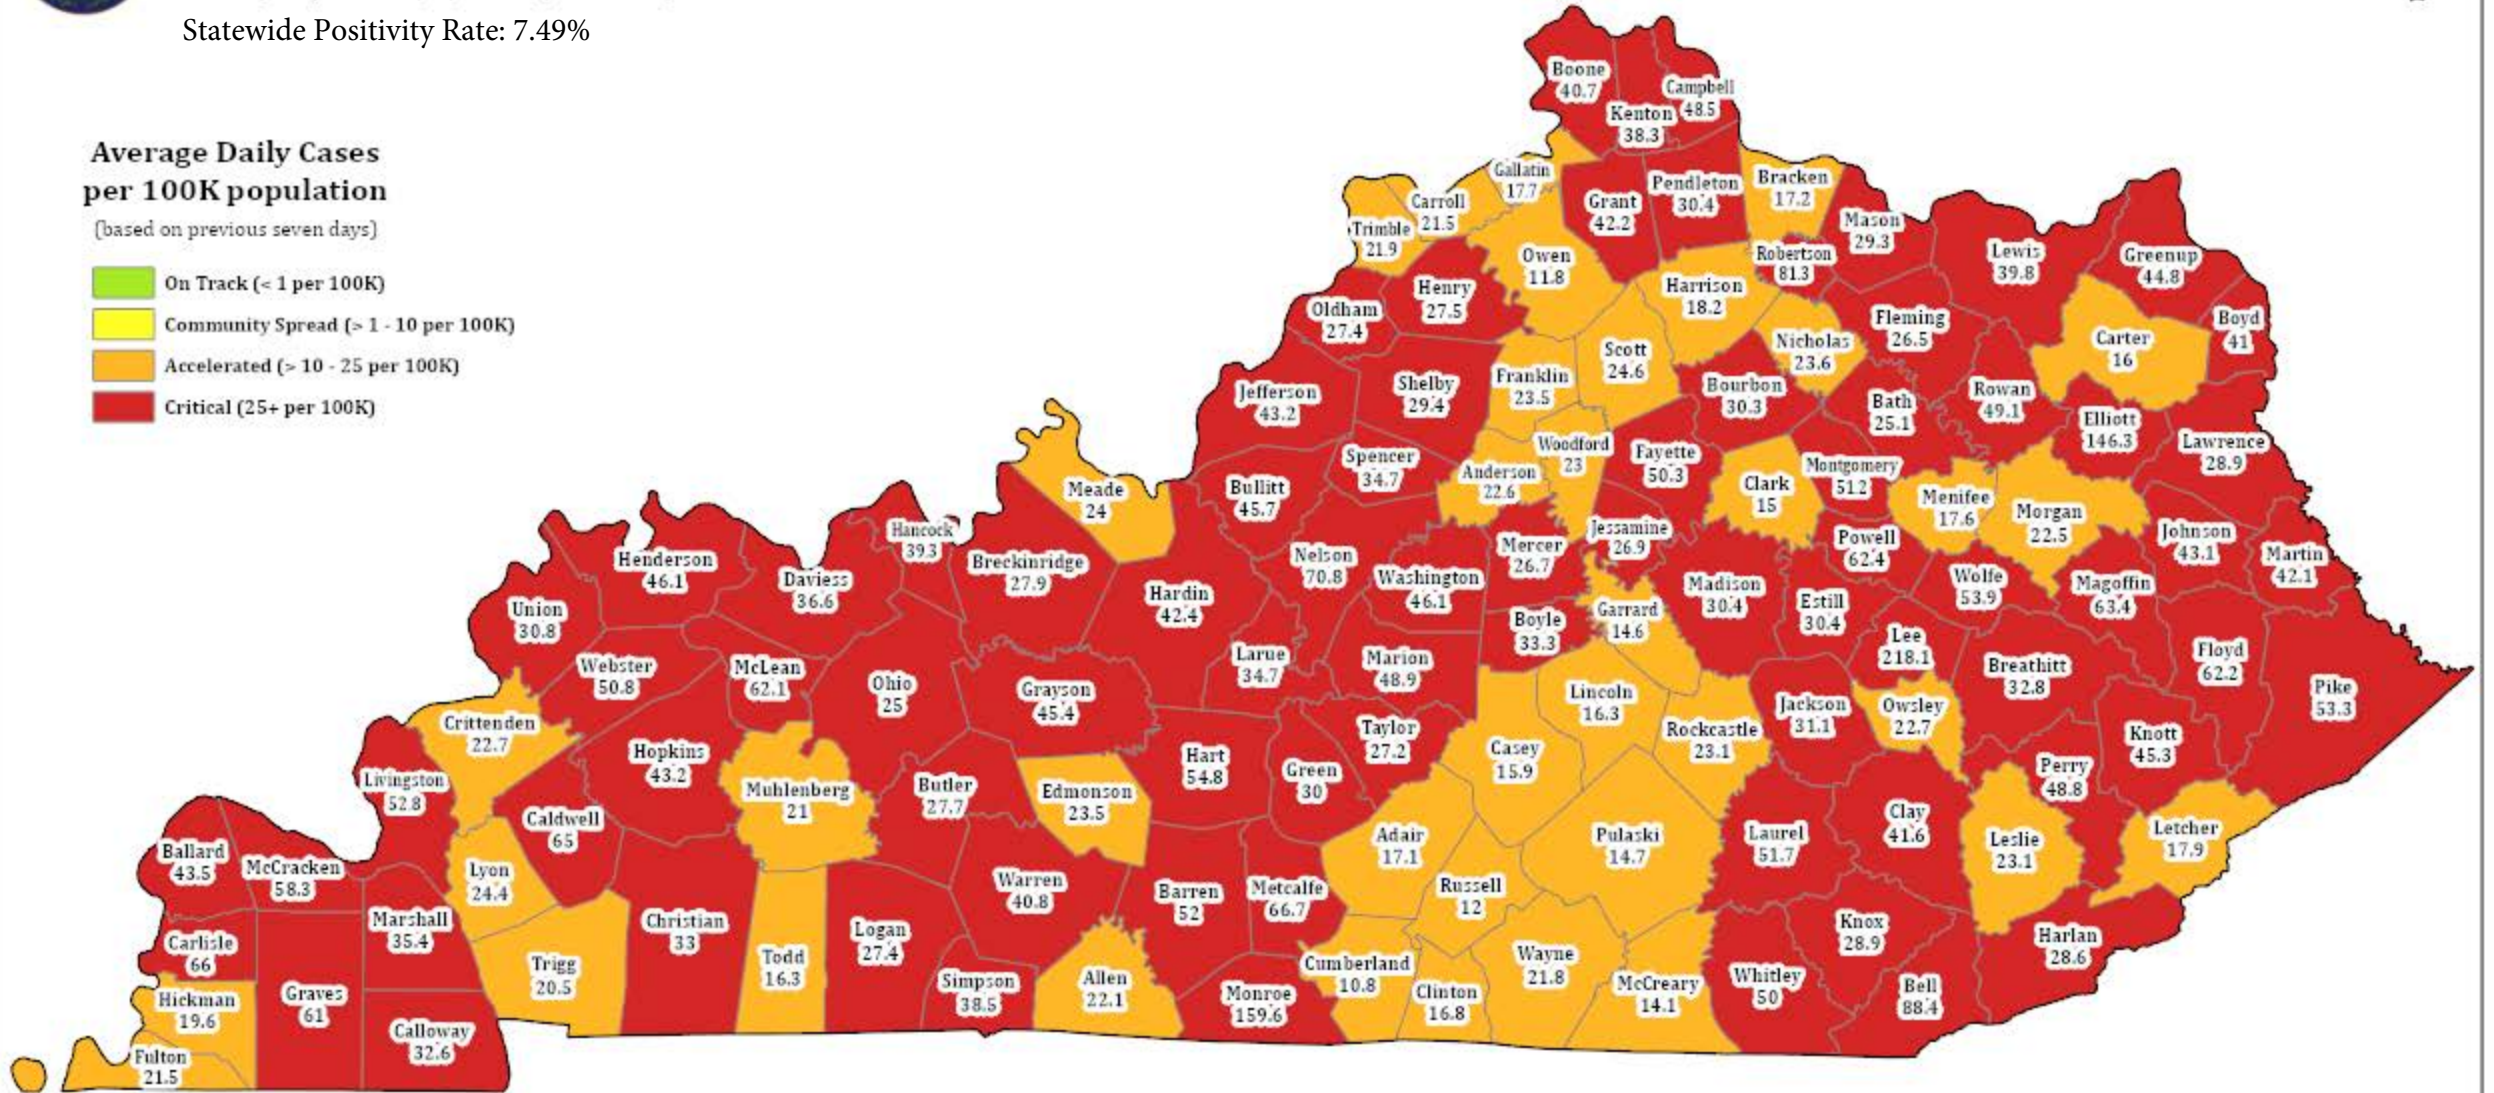 Statewide Positivity Rate: 7.49%
Average Daily Cases
per 100K population
(based on previous seven days)
On Track (< 1 per 100K)
Community Spread (> 1 - 10 per 100K)
Accelerated (> 10 - 25 per 100K)
Critical (25+ per 100K)
Boone
40.7
Kenton
38.3
Campbell
48.5
Gallatin
17.7
Carroll
21.5
Trimble
21.9
Grant
42.2
Pendleton
30.4
Bracken
17.2
Mason
29.3
Robertson
81.3
Lewis
39.8
Greenup
44.8
Boyd
41
Carter
16
Owen
11.8
Henry
27.5
Oldham
27.4
Harrison
18.2
Nicholas
23.6
Fleming
26.5
Scott
24.6
Franklin
23.5
Shelby
29.4
Jefferson
43.2
Bourbon
30.3
Bath
25.1
Rowan
49.1
Elliott
146.3
Lawrence
28.9
Spencer
34.7
Anderson
22.6
Woodford
23
Fayette
50.3
Clark
15
Montgomery
51.2
Menifee
17.6
Morgan
22.5
Johnson
43.1
Martin
42.1
Meade
24
Bullitt
45.7
Hancock
39.3
Breckinridge
27.9
Henderson
46.1
Daviess
36.6
Union
30.8
Hardin
42.4
Nelson
70.8
Washington
46.1
Mercer
26.7
Jessamine
26.9
Powell
62.4
Wolfe
53.9
Magoffin
63.4
Madison
30.4
Estill
30.4
Garrard
14.6
Boyle
33.3
Lee
218.1
Breathitt
32.8
Floyd
62.2
Pike
53.3
Webster
50.8
McLean
62.1
Ohio
25
Grayson
45.4
Larue
34.7
Marion
48.9
Lincoln
16.3
Rockcastle
23.1
Jackson
31.1
Owsley
22.7
Knott
45.3
Perry
48.8
Crittenden
22.7
Livingston
52.8
Hopkins
43.2
Muhlenberg
21
Butler
27.7
Edmonson
23.5
Hart
54.8
Green
30
Taylor
27.2
Casey
15.9
Caldwell
65
Adair
17.1
Pulaski
14.7
Laurel
51.7
Clay
41.6
Leslie
23.1
Letcher
17.9
Ballard
43.5
McCracken
58.3
Lyon
24.4
Marshall
35.4
Christian
33
Todd
16.3
Logan
27.4
Warren
40.8
Barren
52
Metcalfe
66.7
Russell
12
Knox
28.9
Harlan
28.6
Carlisle
66
Hickman
19.6
Graves
61
Trigg
20.5
Simpson
38.5
Allen
22.1
Monroe
159.6
Cumberland
10.8
Clinton
16.8
Wayne
21.8
McCreary
14.1
Whitley
50
Bell
88.4
Calloway
32.6
Fulton
21.5